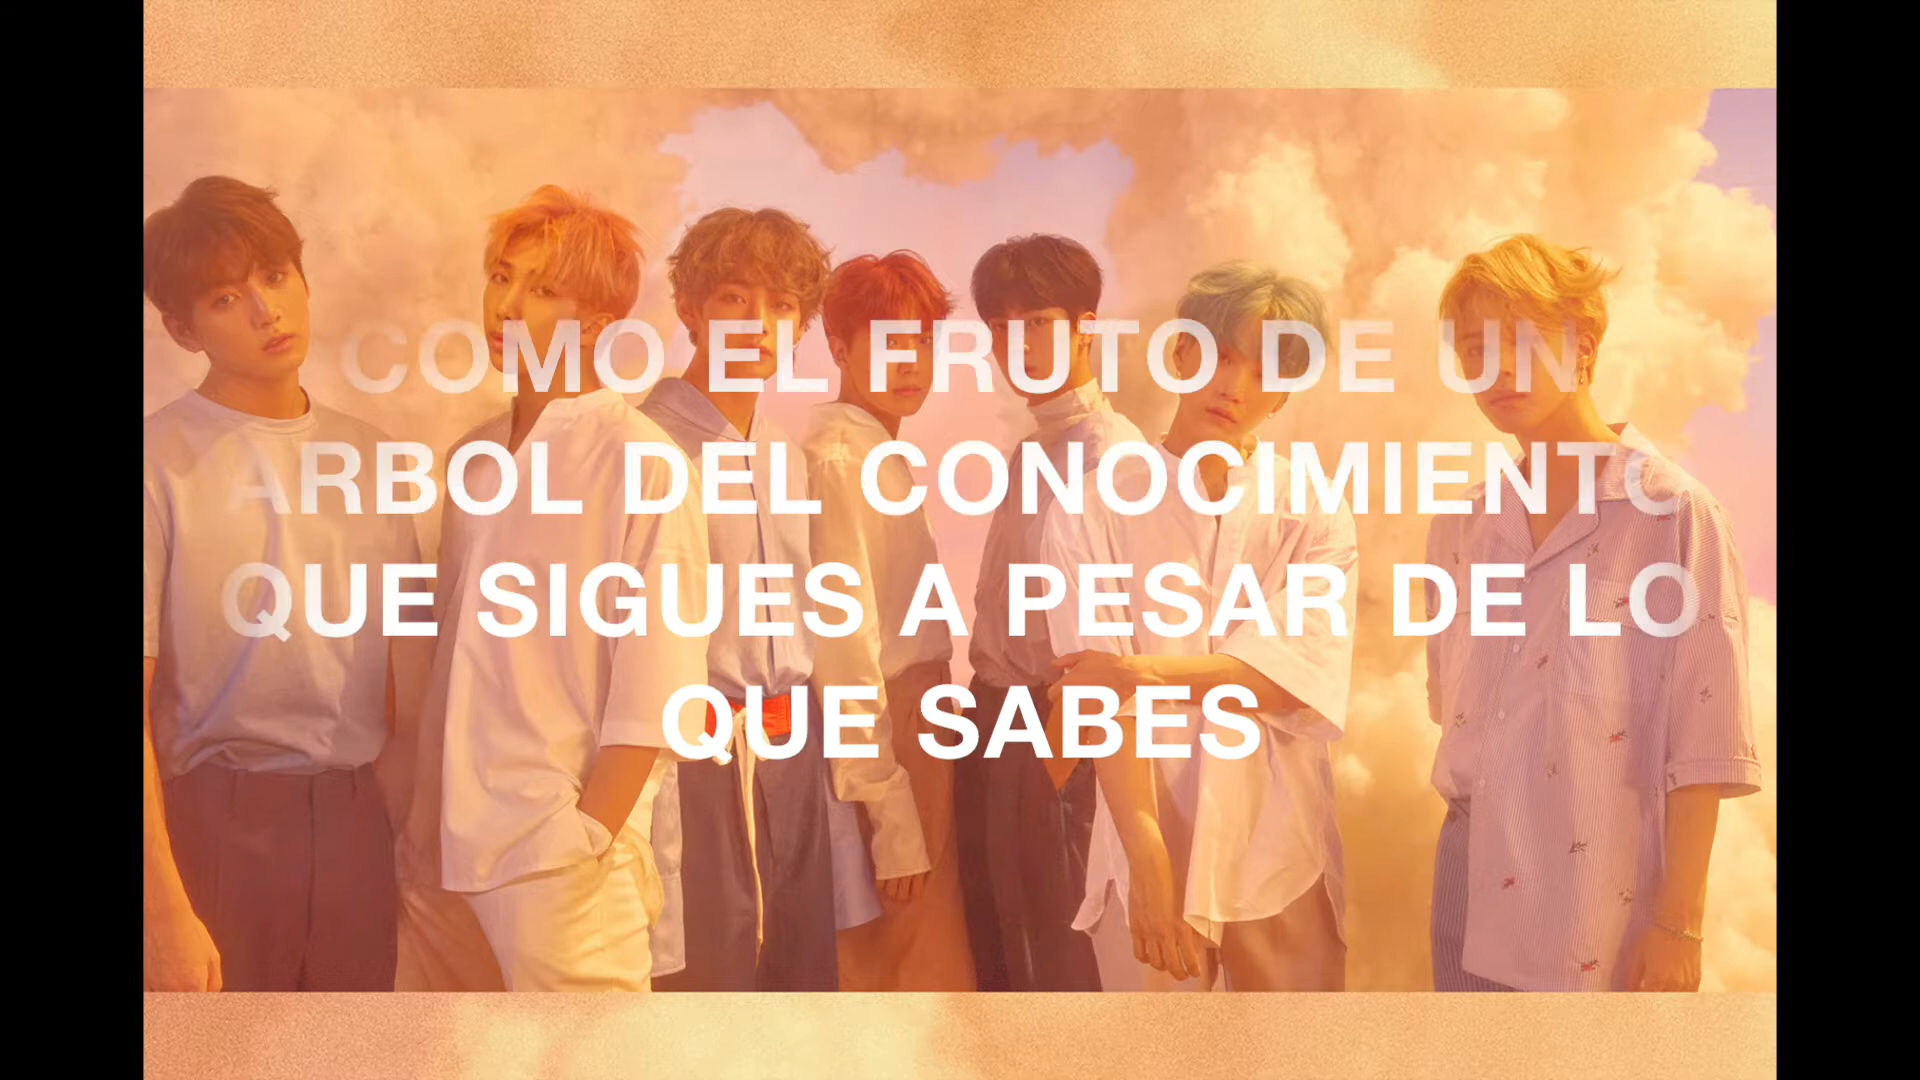 COMO EL FRUTO DE UN
ARBOL DEL CONOCIMIENTO
QUE SIGUES A PESAR DE LO
QUE SABES